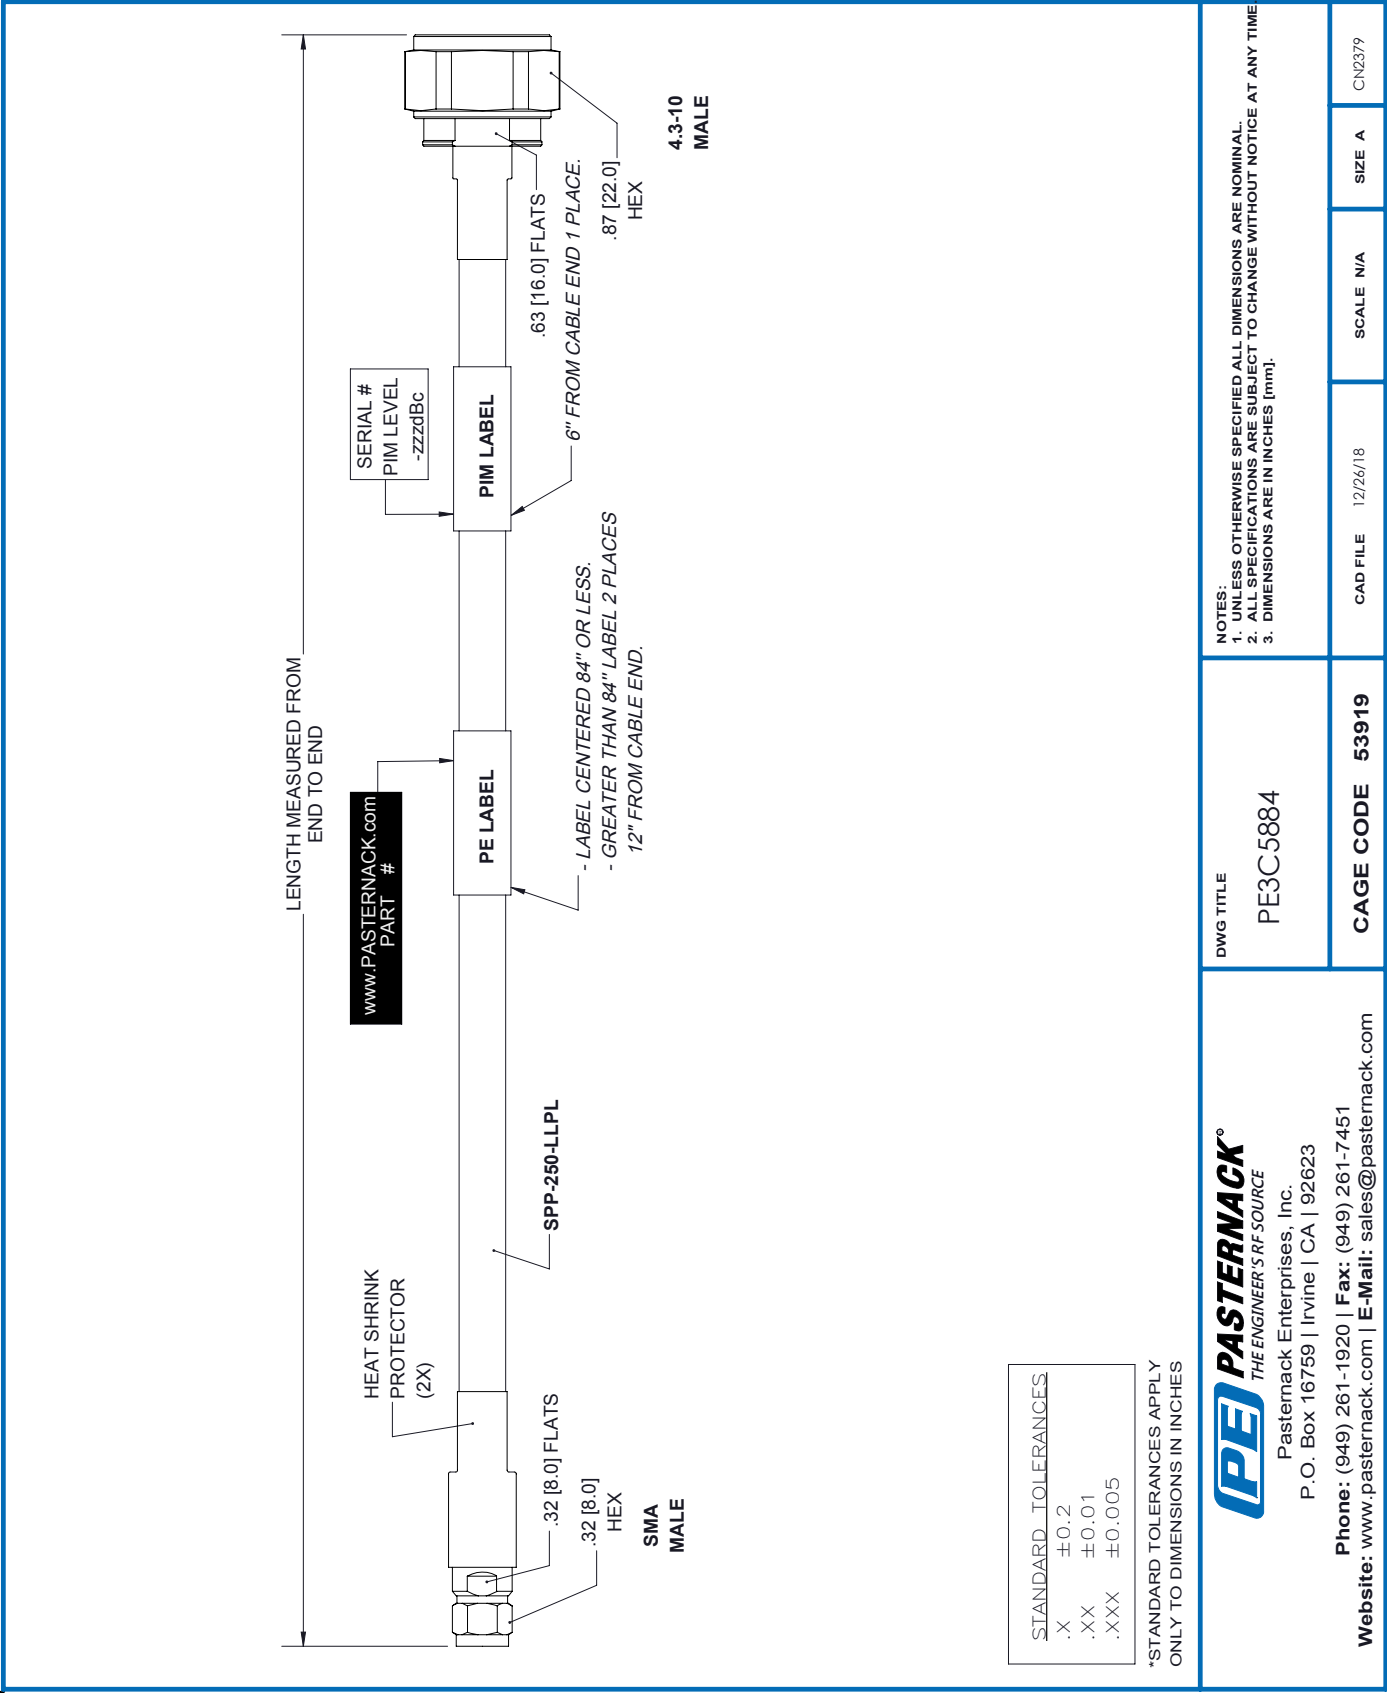 LENGTH MEASURED FROM
END TO END
HEAT SHRINK
PROTECTOR
(2X)
www.PASTERNACK.com
PART #
SERIAL #
PIM LEVEL
-zzzdBc
PE LABEL
PIM LABEL
.32 [8.0] FLATS
.32 [8.0]
HEX
SMA
MALE
SPP-250-LLPL
- LABEL CENTERED 84" OR LESS.
- GREATER THAN 84" LABEL 2 PLACES
12" FROM CABLE END.
6" FROM CABLE END 1 PLACE.
.63 [16.0] FLATS
.87 [22.0]
HEX
4.3-10
MALE
STANDARD TOLERANCES
.X ±0.2
.XX ±0.01
.XXX ±0.005
*STANDARD TOLERANCES APPLY
ONLY TO DIMENSIONS IN INCHES
PE PASTERNACK®
THE ENGINEER'S RF SOURCE
Pasternack Enterprises, Inc.
P.O. Box 16759 | Irvine | CA | 92623
Phone: (949) 261-1920 | Fax: (949) 261-7451
Website: www.pasternack.com | E-Mail: sales@pasternack.com
DWG TITLE
PE3C5884
CAGE CODE 53919
NOTES:
1. UNLESS OTHERWISE SPECIFIED ALL DIMENSIONS ARE NOMINAL.
2. ALL SPECIFICATIONS ARE SUBJECT TO CHANGE WITHOUT NOTICE AT ANY TIME.
3. DIMENSIONS ARE IN INCHES [mm].
CAD FILE 12/26/18
SCALE N/A
SIZE A
CN2379